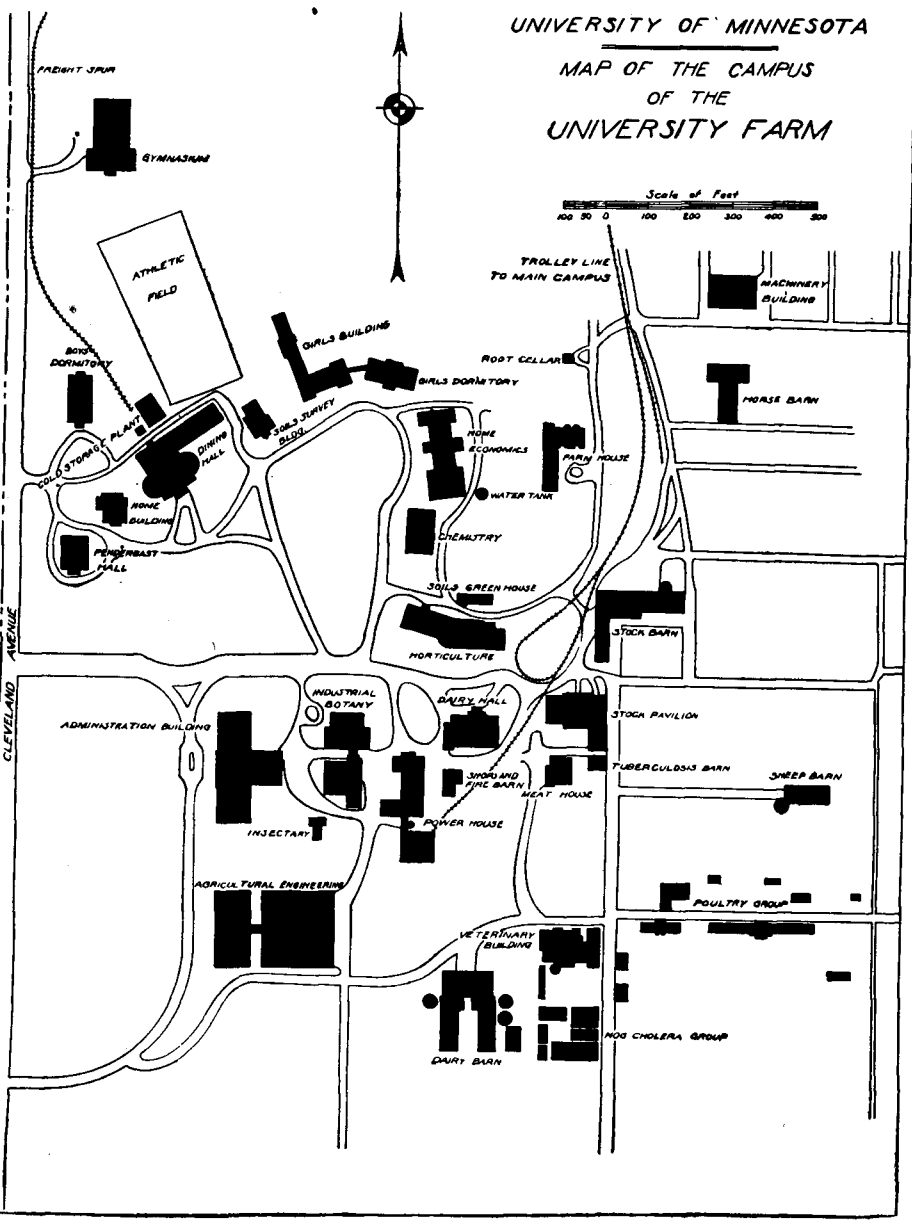 UNIVERSITY OF MINNESOTA
MAP OF THE CAMPUS
OF THE
UNIVERSITY FARM
FREIGHT SPUR
GYMNASIUM
Scale of Feet
100 50 0 100 200 300 400 500
ATHLETIC
FIELD
TROLLEY LINE
TO MAIN CAMPUS
MACHINERY
BUILDING
GIRLS BUILDING
BOYS
DORMITORY
ROOT CELLAR
GIRLS DORMITORY
HORSE BARN
COLD STORAGE PLANT
DINING
HALL
SOILS SURVEY
BLDG.
HOME
ECONOMICS
FARM HOUSE
WATER TANK
HOME
BUILDING
CHEMISTRY
PENDERGAST
HALL
SOILS GREEN HOUSE
STOCK BARN
HORTICULTURE
CLEVELAND AVENUE
INDUSTRIAL
BOTANY
DAIRY HALL
ADMINISTRATION BUILDING
STOCK PAVILION
TUBERCULOSIS BARN
SHOPS AND
FIRE BARN
MEAT HOUSE
SHEEP BARN
INSECTARY
POWER HOUSE
AGRICULTURAL ENGINEERING
POULTRY GROUP
VETERINARY
BUILDING
HOG CHOLERA GROUP
DAIRY BARN